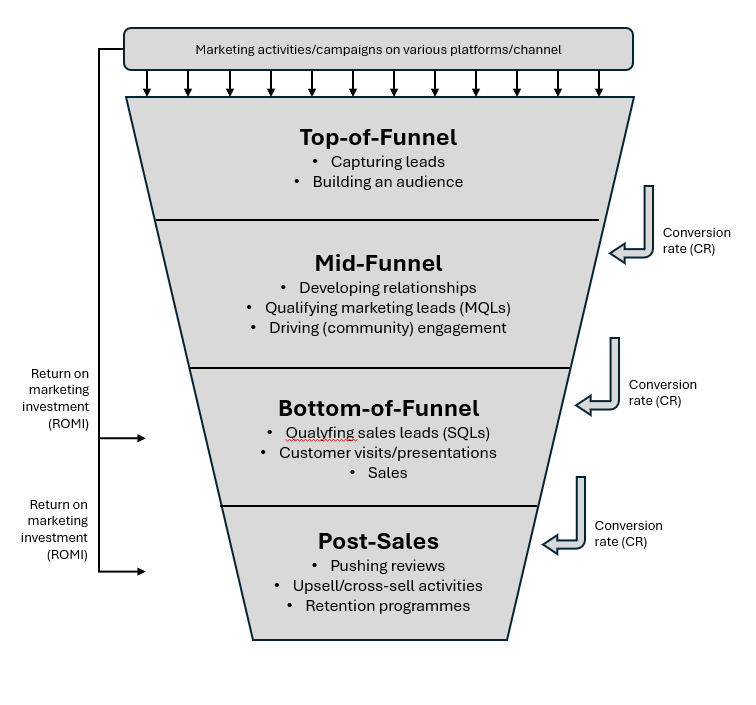 Marketing activities/campaigns on various platforms/channel
Top-of-Funnel
• Capturing leads
• Building an audience
Conversion
rate (CR)
Mid-Funnel
• Developing relationships
• Qualifying marketing leads (MQLs)
• Driving (community) engagement
Return on
marketing
investment
(ROMI)
Conversion
rate (CR)
Bottom-of-Funnel
• Qualyfing sales leads (SQLs)
• Customer visits/presentations
• Sales
Return on
marketing
investment
(ROMI)
Conversion
rate (CR)
Post-Sales
• Pushing reviews
• Upsell/cross-sell activities
• Retention programmes